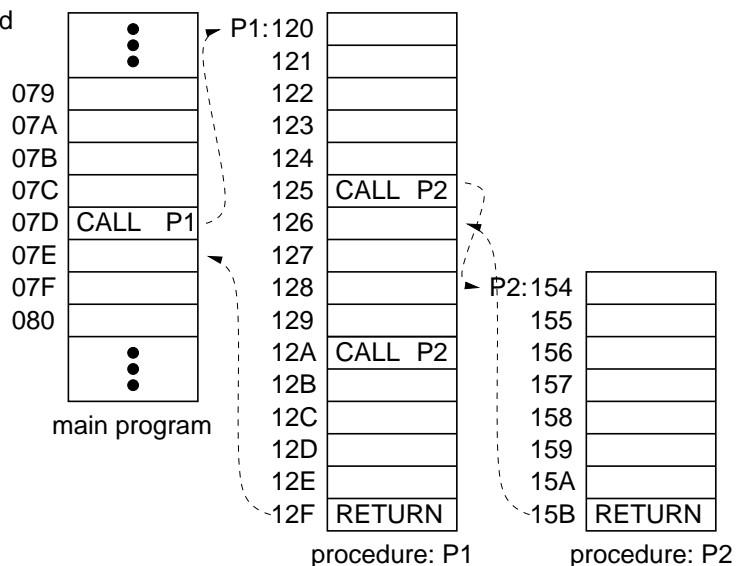 d
079
07A
07B
07C
07D CALL P1
07E
07F
080
main program
P1:120
121
122
123
124
125 CALL P2
126
127
128
129
12A CALL P2
12B
12C
12D
12E
12F RETURN
procedure: P1
P2:154
155
156
157
158
159
15A
15B RETURN
procedure: P2